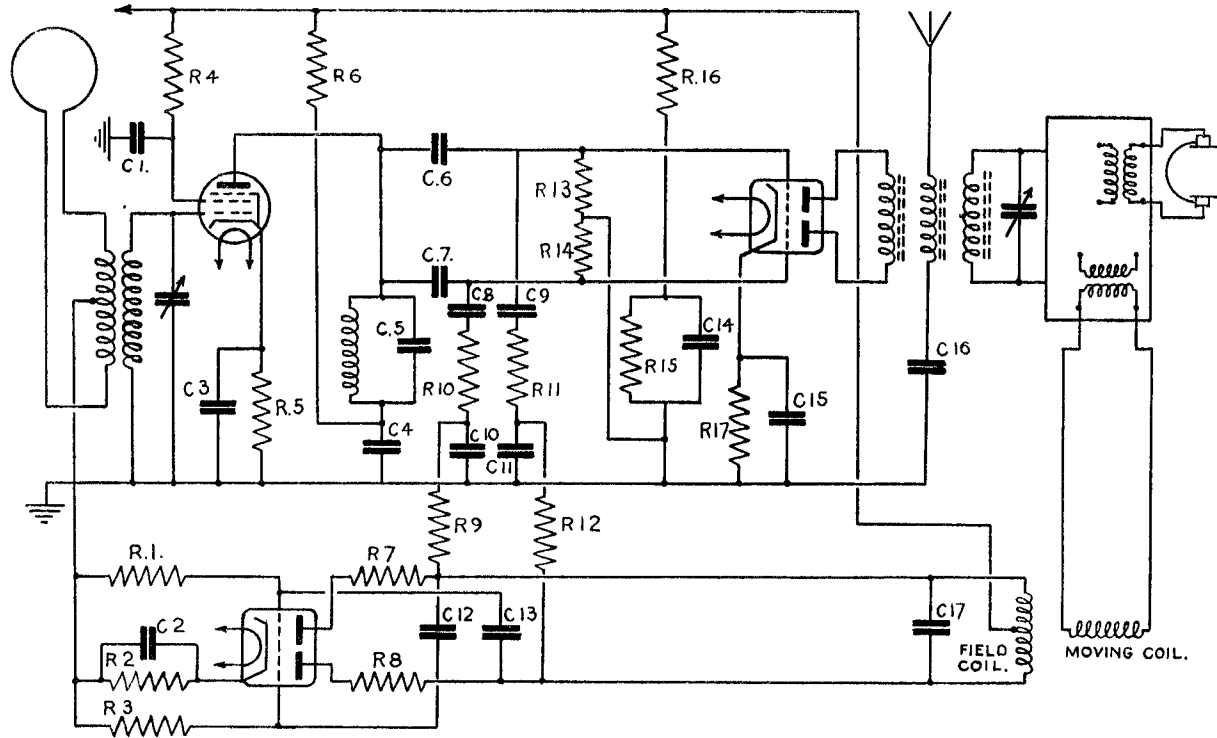 R4
R6
R.16
C1.
C.6
R13
R14
C.7.
C8
C9
C.5
R10
R11
R15
C14
C3
R.5
C4
C10
C11
R17
C15
C16
R9
R12
R.1.
R7
C2
C12
C13
C17
R2
R8
R3
FIELD
COIL.
MOVING COIL.